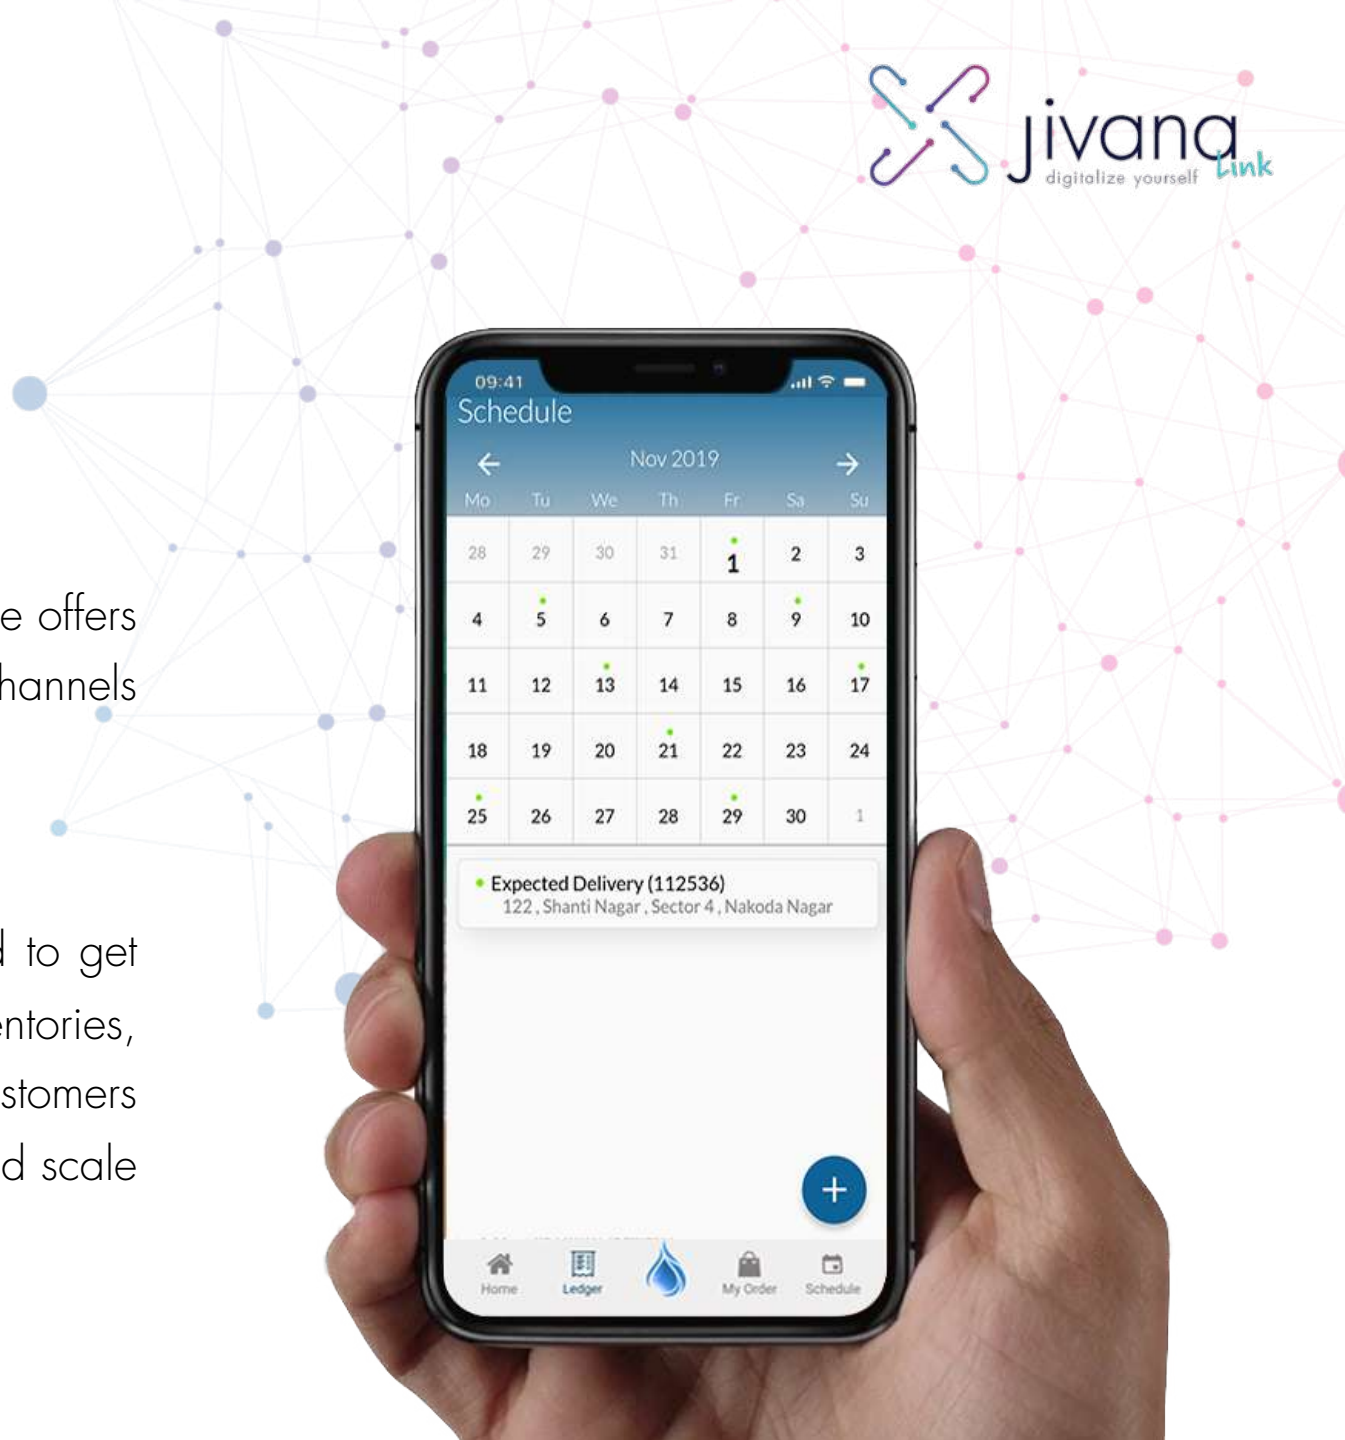 jivana
Link
digitalize yourself
09:41
Schedule
Nov 2019
Mo Tu We Th Fr Sa Su
28 29 30 31 1 2 3
4 5 6 7 8 9 10
11 12 13 14 15 16 17
18 19 20 21 22 23 24
25 26 27 28 29 30 1
e offers
hannels
Expected Delivery (112536)
122 , Shanti Nagar , Sector 4 , Nakoda Nagar
to get
entories,
stomers
d scale
+
Home Ledger My Order Schedule